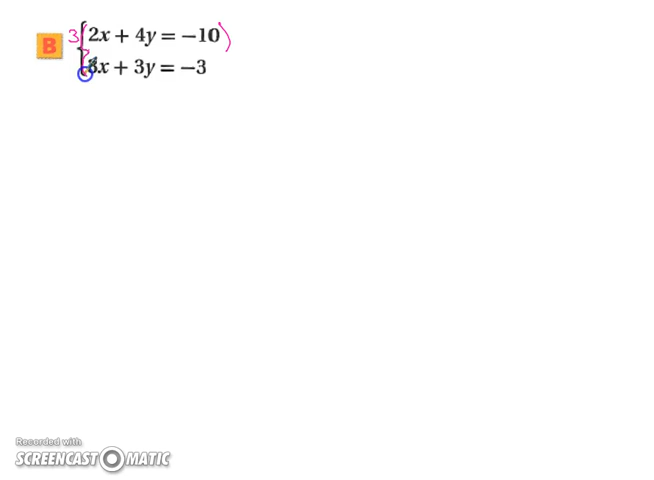 3(2x + 4y = −10)
B
3x + 3y = −3
Recorded with
SCREENCAST MATIC